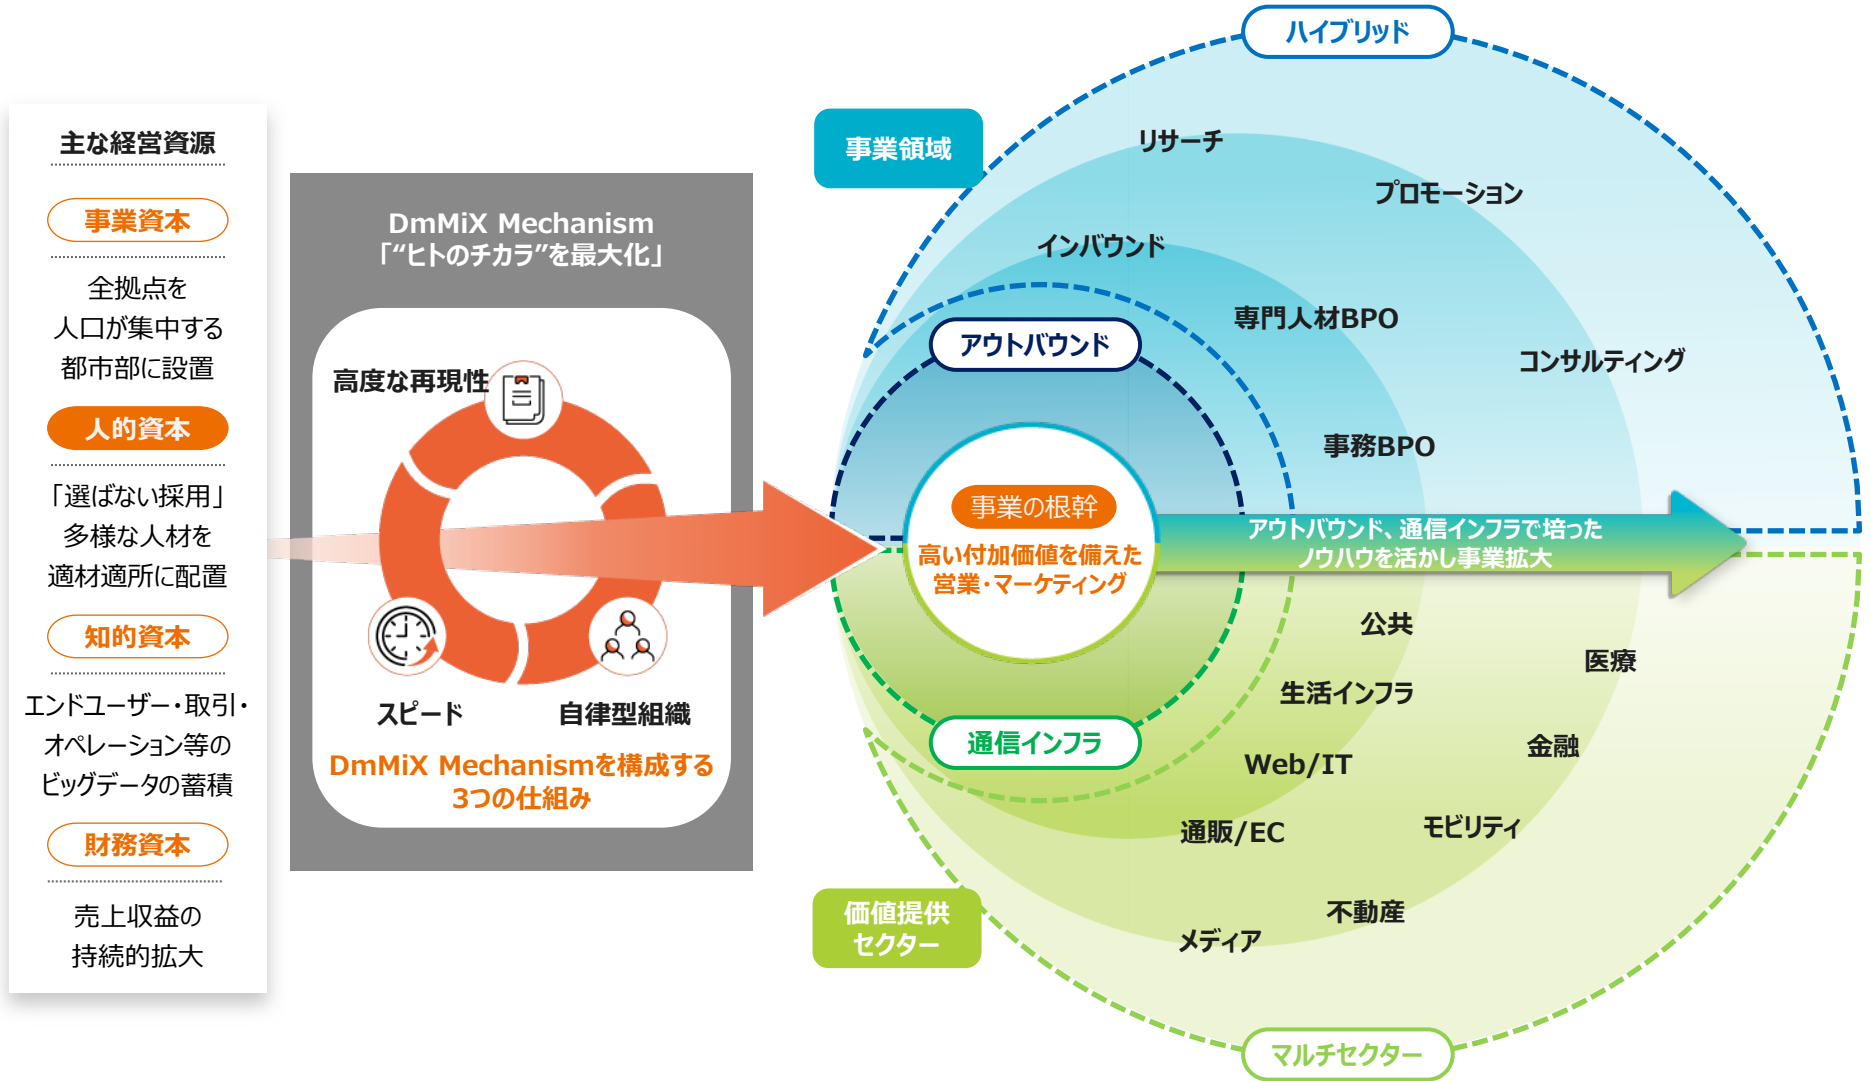 主な経営資源
事業資本
全拠点を
人口が集中する
都市部に設置
人的資本
「選ばない採用」
多様な人材を
適材適所に配置
知的資本
エンドユーザー・取引・
オペレーション等の
ビッグデータの蓄積
財務資本
売上収益の
持続的拡大
DmMiX Mechanism
「“ヒトのチカラ”を最大化」
高度な再現性
スピード
自律型組織
DmMiX Mechanismを構成する
3つの仕組み
ハイブリッド
事業領域
リサーチ
プロモーション
インバウンド
専門人材BPO
アウトバウンド
コンサルティング
事務BPO
事業の根幹
高い付加価値を備えた
営業・マーケティング
アウトバウンド、通信インフラで培った
ノウハウを活かし事業拡大
公共
医療
生活インフラ
通信インフラ
金融
Web/IT
モビリティ
通販/EC
価値提供
セクター
不動産
メディア
マルチセクター